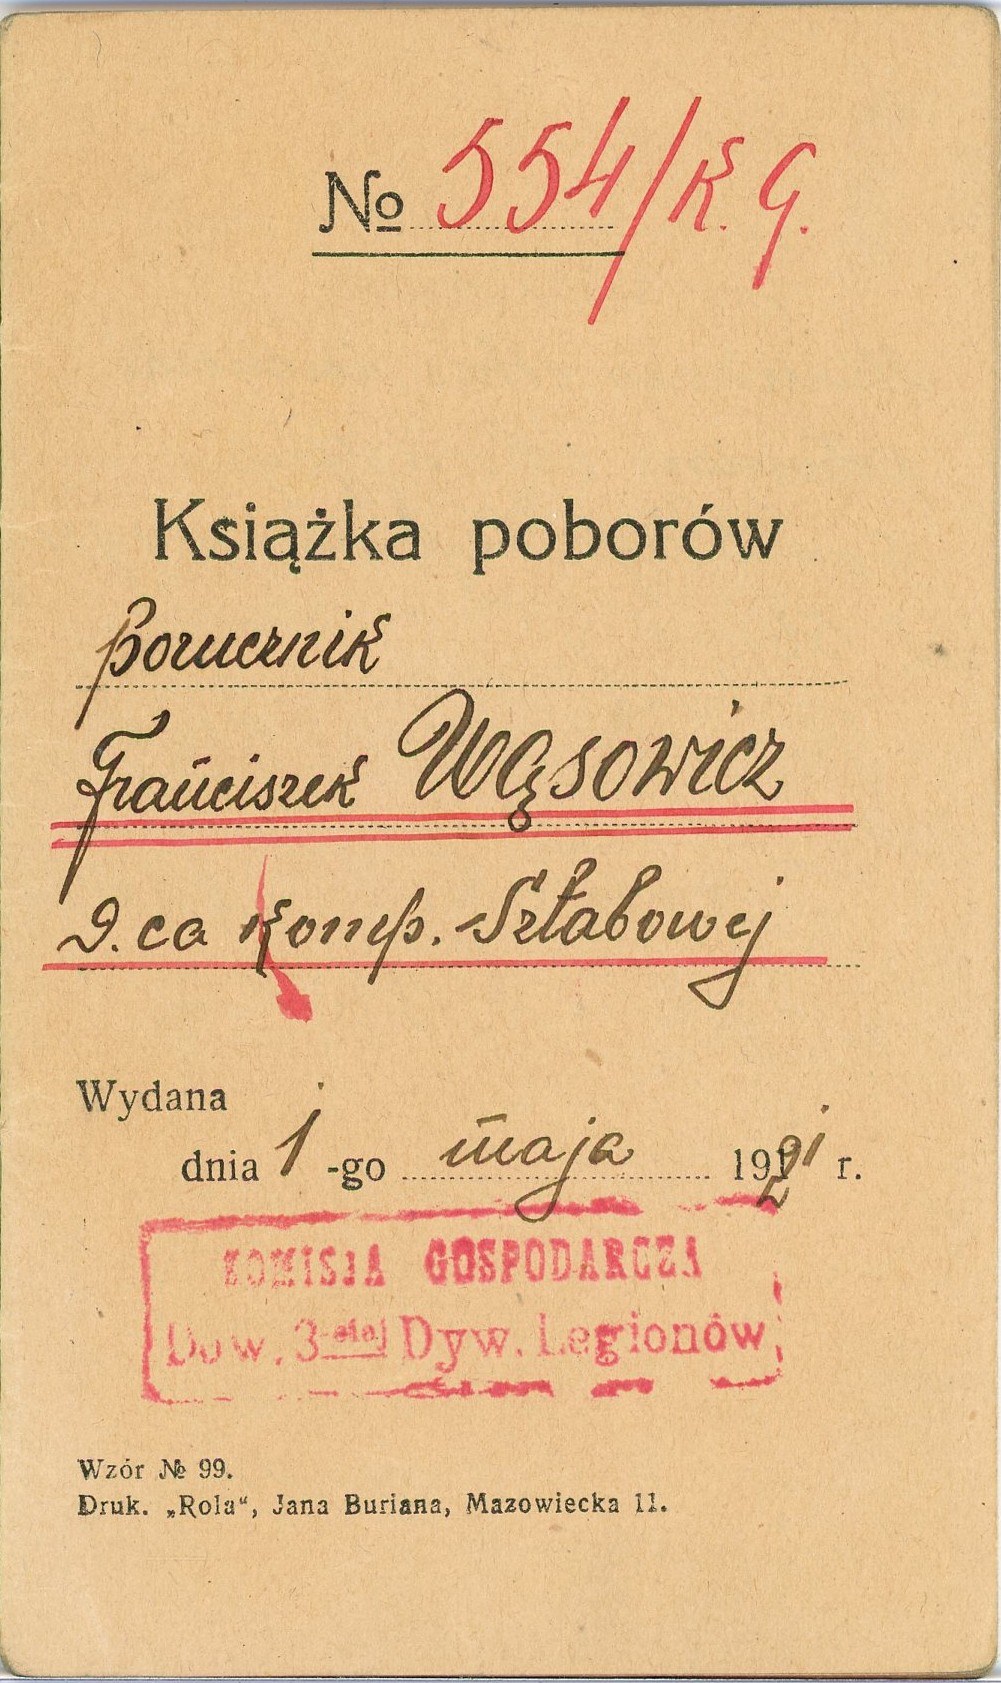 No 554/K. G.
Książka poborów
Porucznik
Franciszek Wąsowicz
D.ca Komp. Sztabowej
Wydana
dnia 1 -go maja 1921 r.
KOMISJA GOSPODARCZA
Dow. 3-ciej Dyw. Legionów
Wzór № 99.
Druk. „Rola“, Jana Buriana, Mazowiecka 11.